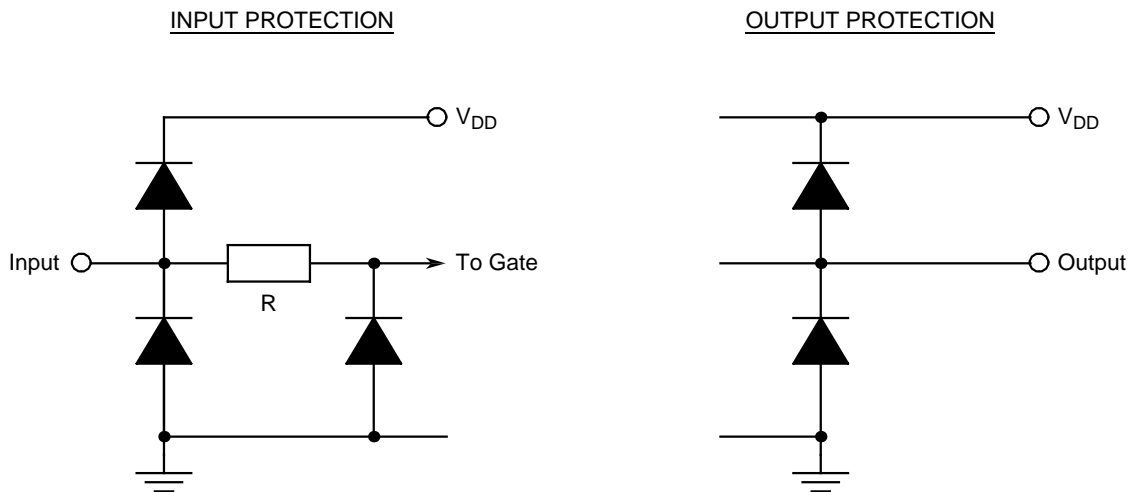 INPUT PROTECTION
V_DD
Input
To Gate
R
OUTPUT PROTECTION
V_DD
Output